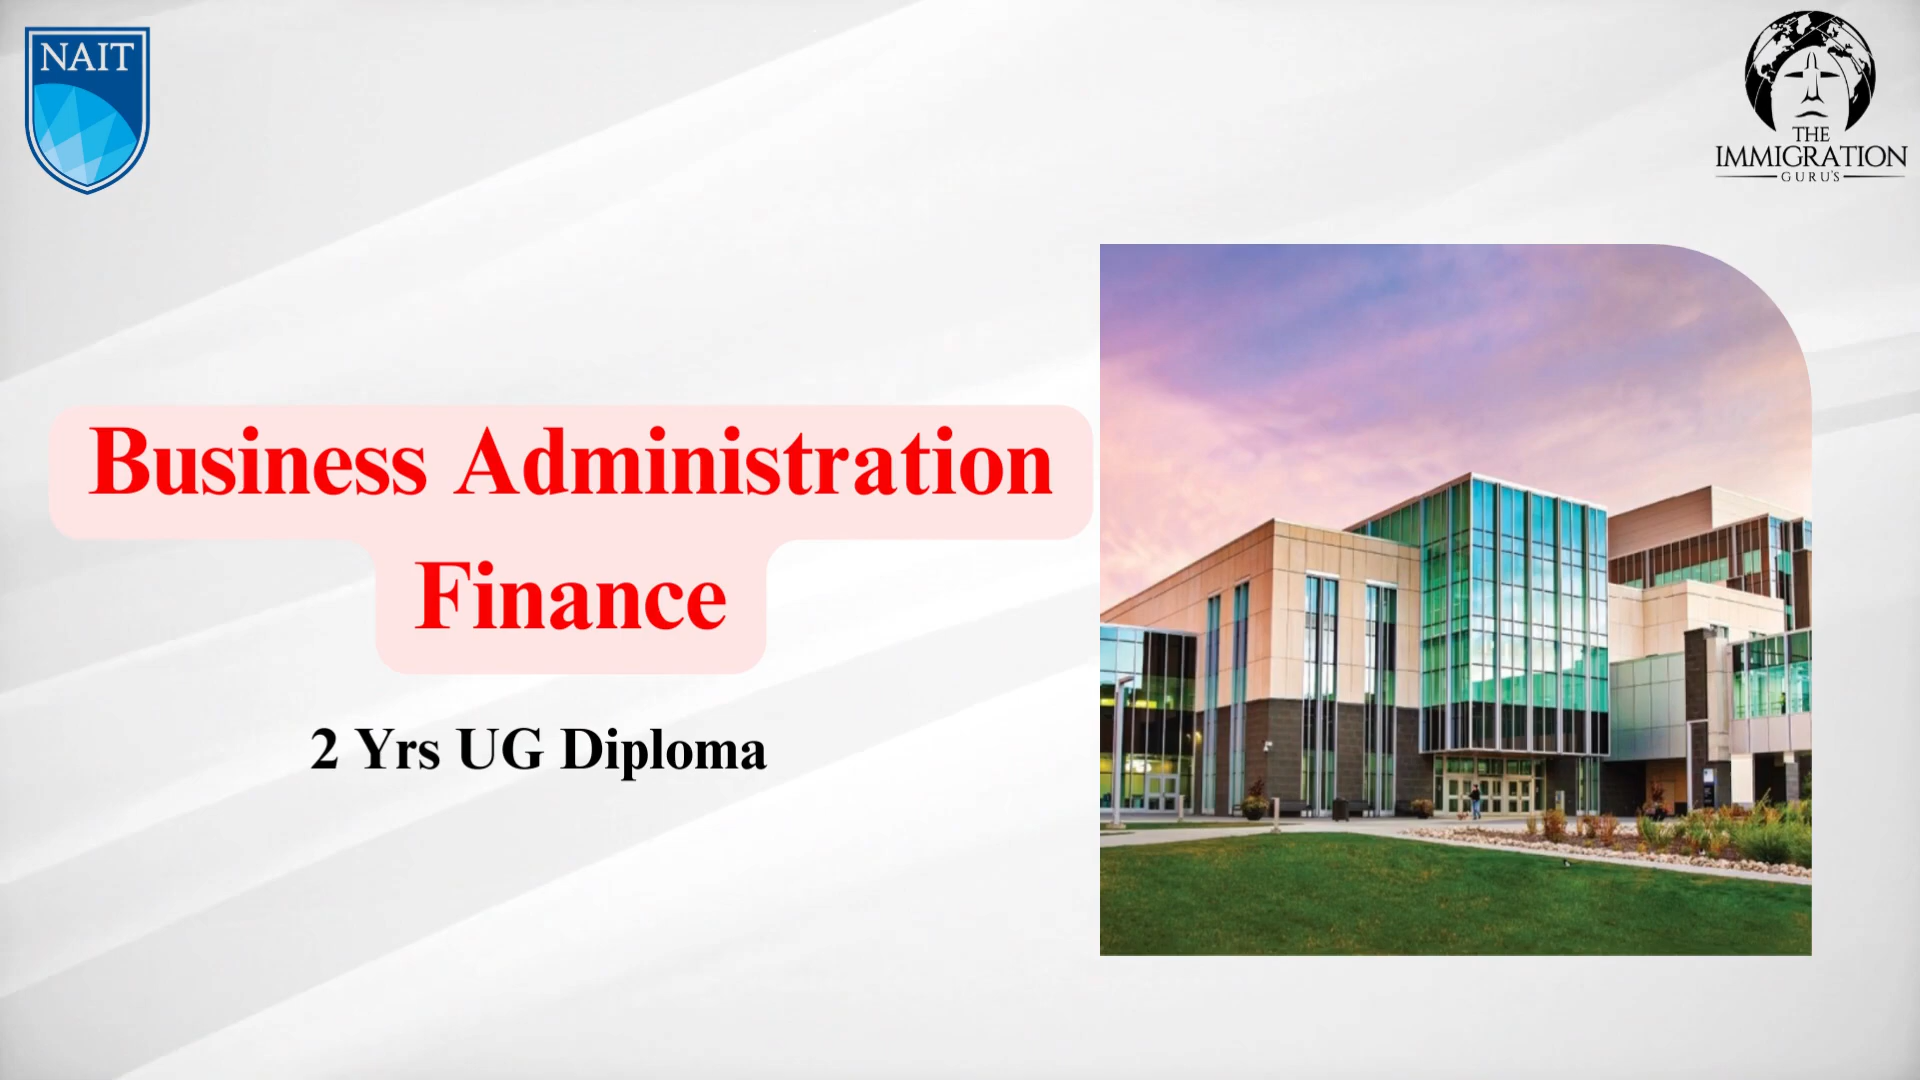 NAIT
THE
IMMIGRATION
GURU'S
Business Administration
Finance
2 Yrs UG Diploma